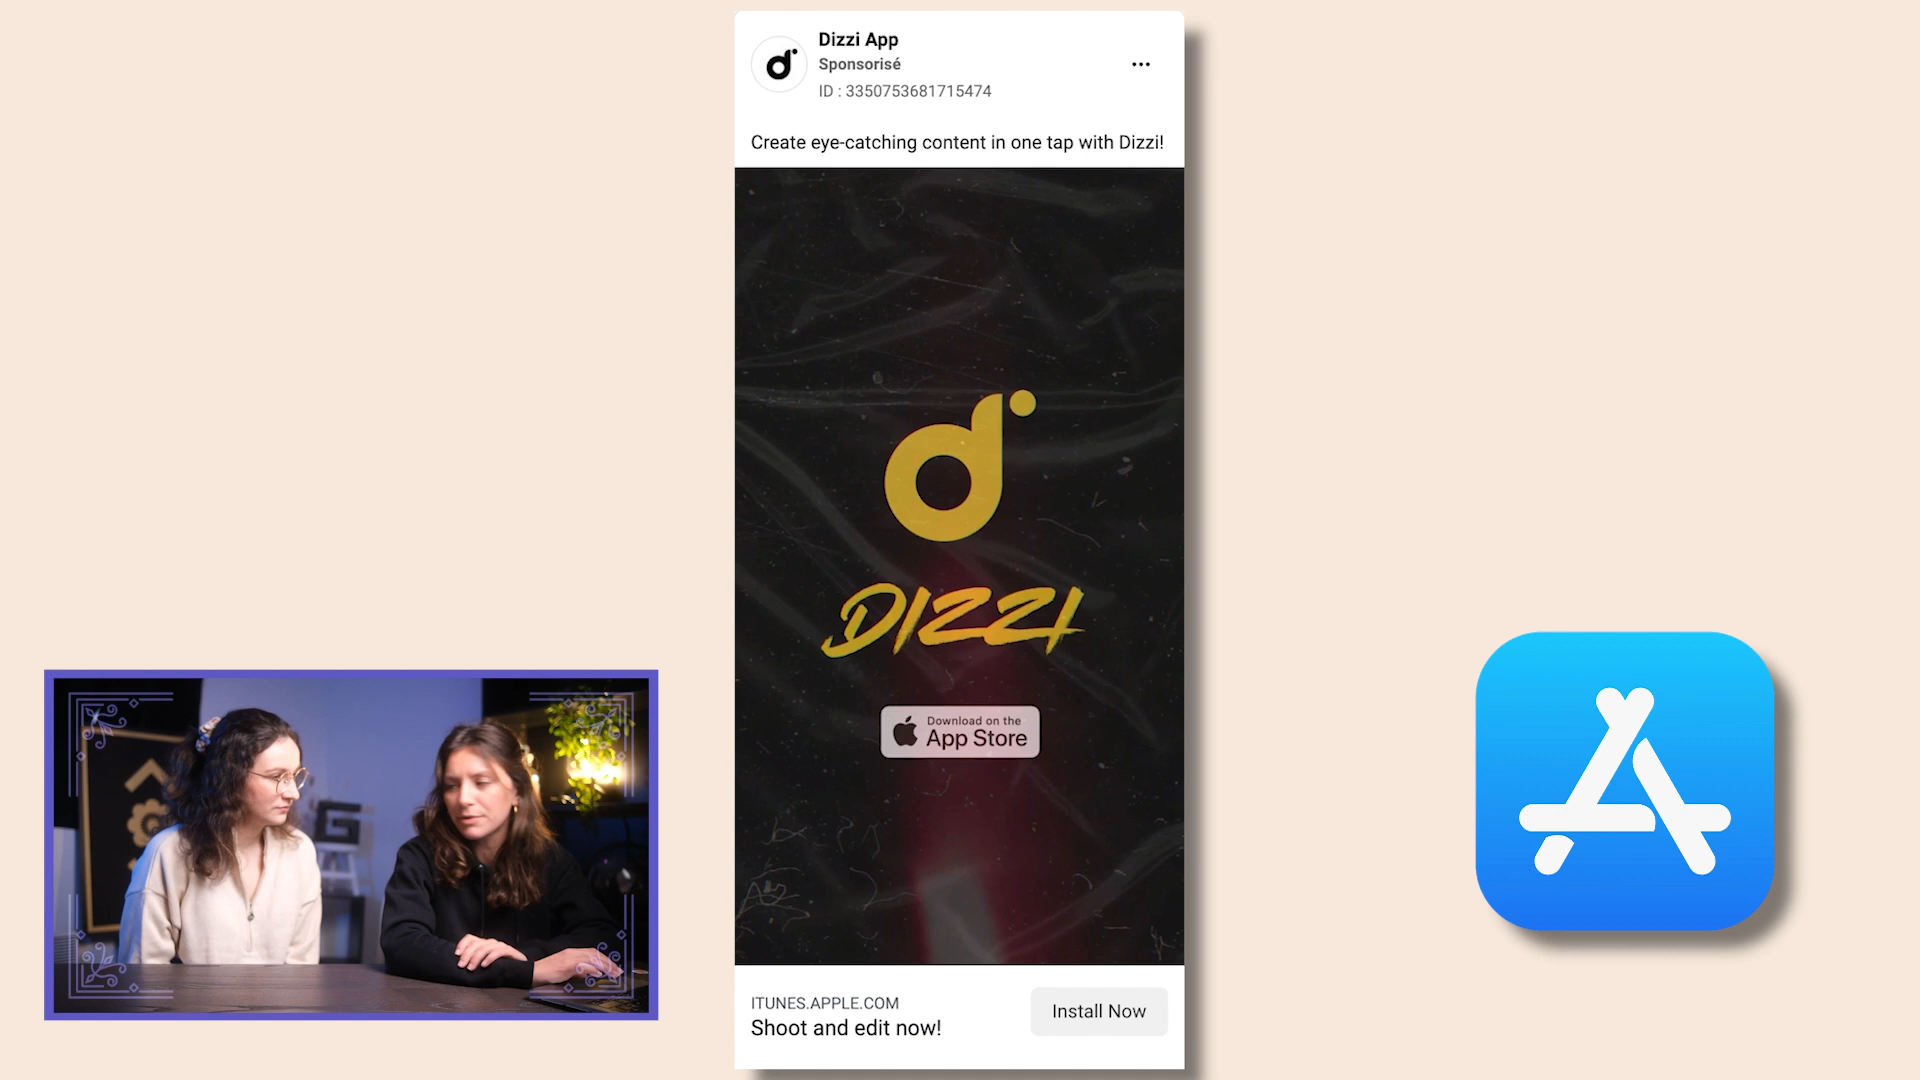 Dizzi App
Sponsorisé
ID : 3350753681715474
Create eye-catching content in one tap with Dizzi!
DIZZI
Download on the
App Store
ITUNES.APPLE.COM
Shoot and edit now!
Install Now